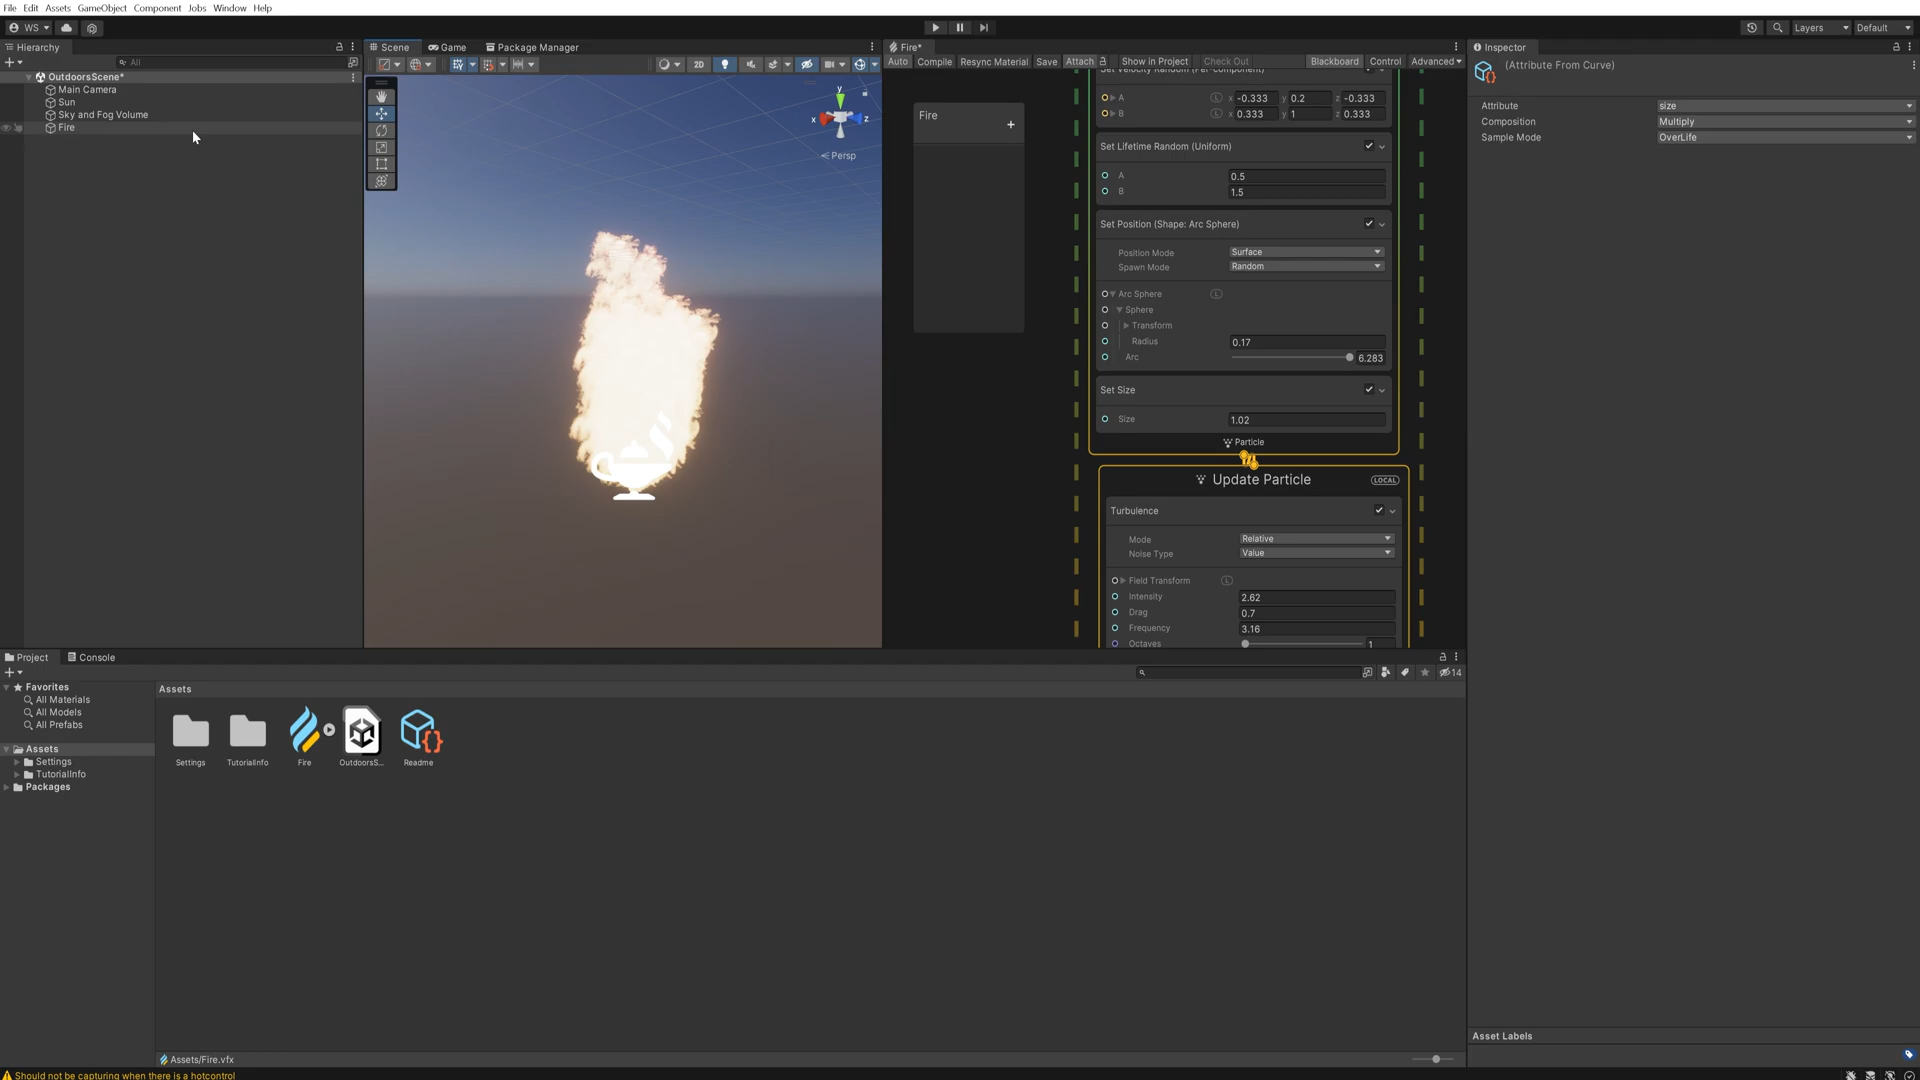 File Edit Assets GameObject Component Jobs Window Help
WS Layers Default
Hierarchy
All
OutdoorsScene*
Main Camera
Sun
Sky and Fog Volume
Fire
Scene Game Package Manager
2D
y
x z
Persp
Fire*
Auto Compile Resync Material Save Attach Show in Project Check Out Blackboard Control Advanced
Fire
+
Set Velocity Random (Per-component)
A L x -0.333 y 0.2 z -0.333
B L x 0.333 y 1 z 0.333
Set Lifetime Random (Uniform)
A 0.5
B 1.5
Set Position (Shape: Arc Sphere)
Position Mode Surface
Spawn Mode Random
Arc Sphere L
Sphere
Transform
Radius 0.17
Arc 6.283
Set Size
Size 1.02
Particle
Update Particle LOCAL
Turbulence
Mode Relative
Noise Type Value
Field Transform L
Intensity 2.62
Drag 0.7
Frequency 3.16
Octaves 1
Inspector
(Attribute From Curve)
Attribute size
Composition Multiply
Sample Mode OverLife
Asset Labels
Project Console
14
Favorites
All Materials
All Models
All Prefabs
Assets
Settings
TutorialInfo
Packages
Assets
Settings TutorialInfo Fire OutdoorsS... Readme
Assets/Fire.vfx
Should not be capturing when there is a hotcontrol